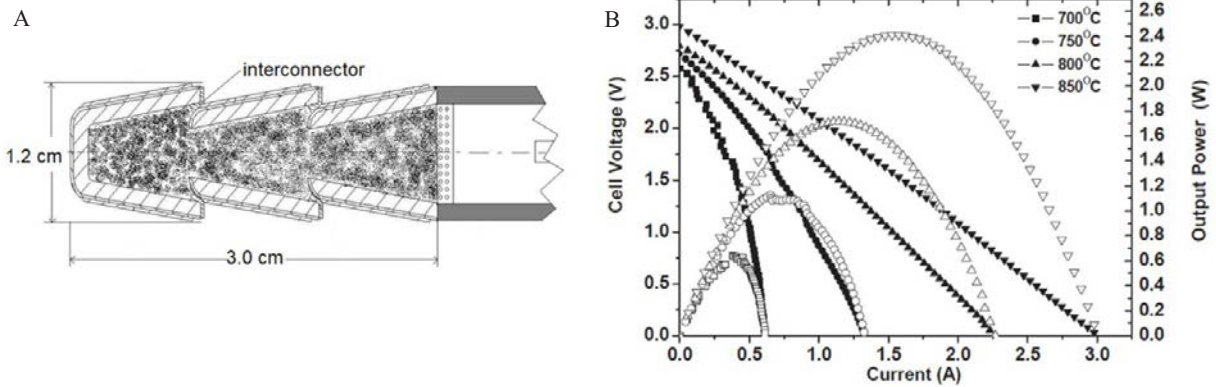 A
interconnector
1.2 cm
3.0 cm
B
3.0
2.5
2.0
1.5
1.0
0.5
0.0
Cell Voltage (V)
700°C
750°C
800°C
850°C
2.6
2.4
2.2
2.0
1.8
1.6
1.4
1.2
1.0
0.8
0.6
0.4
0.2
0.0
Output Power (W)
0.0 0.5 1.0 1.5 2.0 2.5 3.0
Current (A)